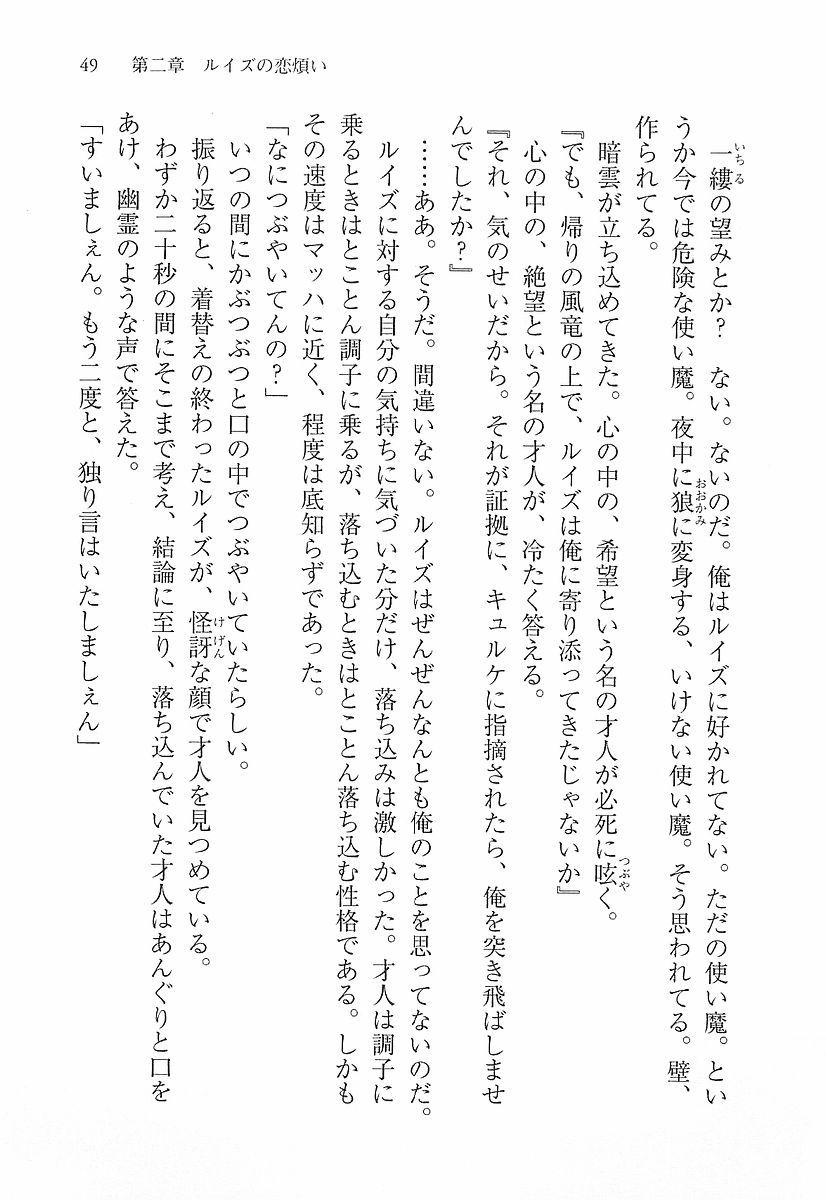 49　第二章　ルイズの恋煩い
一縷の望みとか？　ない。ないのだ。俺はルイズに好かれてない。ただの使い魔。とい
うか今では危険な使い魔。夜中に狼に変身する、いけない使い魔。そう思われてる。壁、
作られてる。
暗雲が立ち込めてきた。心の中の、希望という名の才人が必死に呟く。
『でも、帰りの風竜の上で、ルイズは俺に寄り添ってきたじゃないか』
心の中の、絶望という名の才人が、冷たく答える。
『それ、気のせいだから。それが証拠に、キュルケに指摘されたら、俺を突き飛ばしませ
んでしたか？』
……ああ。そうだ。間違いない。ルイズはぜんぜんなんとも俺のことを思ってないのだ。
ルイズに対する自分の気持ちに気づいた分だけ、落ち込みは激しかった。才人は調子に
乗るときはとことん調子に乗るが、落ち込むときはとことん落ち込む性格である。しかも
その速度はマッハに近く、程度は底知らずであった。
「なにつぶやいてんの？」
いつの間にかぶつぶつと口の中でつぶやいていたらしい。
振り返ると、着替えの終わったルイズが、怪訝な顔で才人を見つめている。
わずか二十秒の間にそこまで考え、結論に至り、落ち込んでいた才人はあんぐりと口を
あけ、幽霊のような声で答えた。
「すいましぇん。もう二度と、独り言はいたしましぇん」